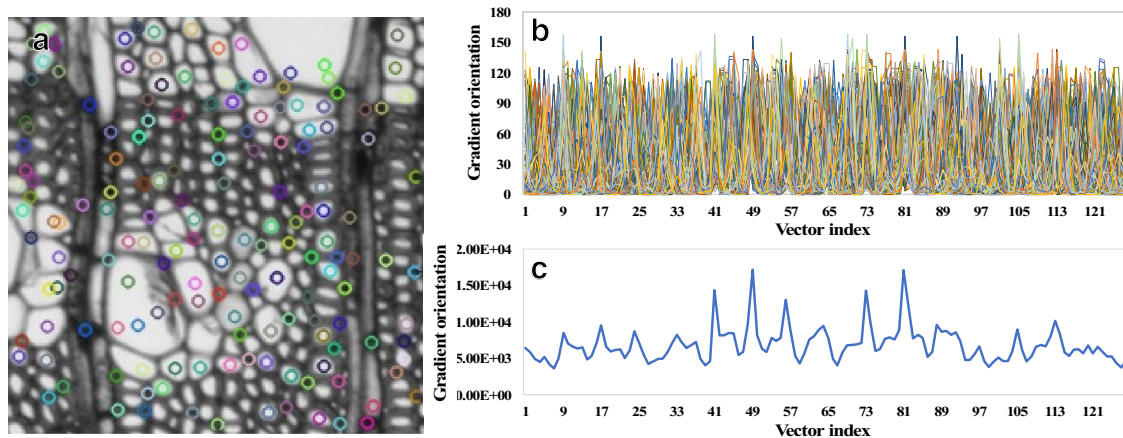 a
b
180
150
120
90
60
30
0
Gradient orientation
1 9 17 25 33 41 49 57 65 73 81 89 97 105 113 121
Vector index
c
2.00E+04
1.50E+04
1.00E+04
5.00E+03
0.00E+00
Gradient orientation
1 9 17 25 33 41 49 57 65 73 81 89 97 105 113 121
Vector index